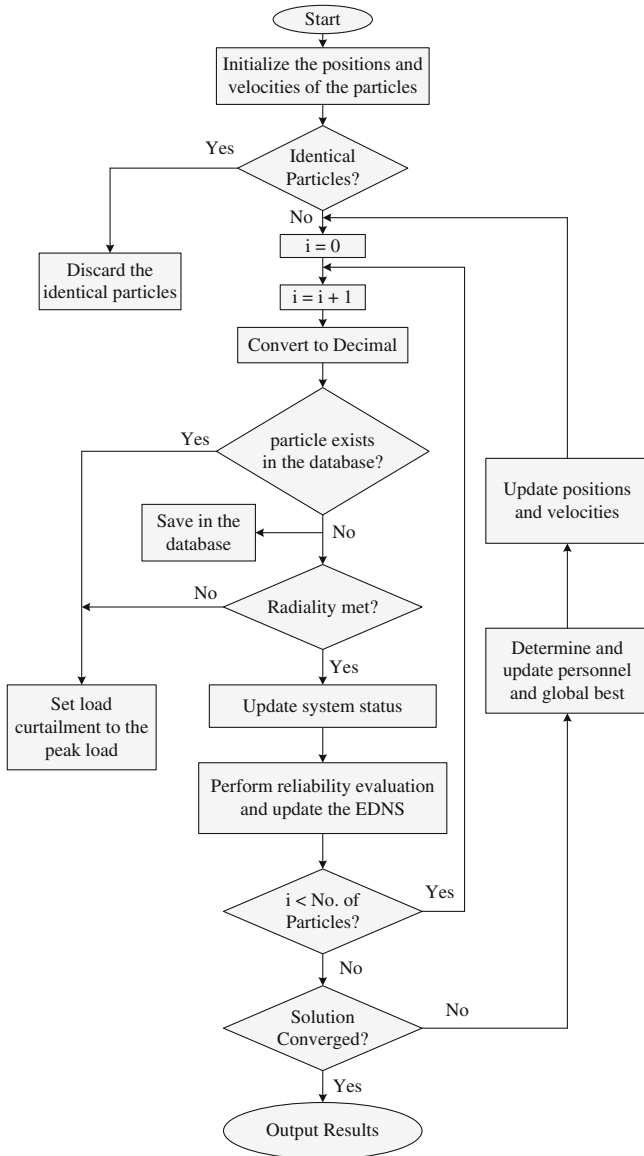 Start
Initialize the positions and
velocities of the particles
Yes
Identical
Particles?
No
i = 0
Discard the
identical particles
i = i + 1
Convert to Decimal
Yes
particle exists
in the database?
Update positions
and velocities
Save in the
database
No
No
Radiality met?
Determine and
update personnel
and global best
Yes
Set load
curtailment to the
peak load
Update system status
Perform reliability evaluation
and update the EDNS
Yes
i < No. of
Particles?
No
Solution
Converged?
No
Yes
Output Results